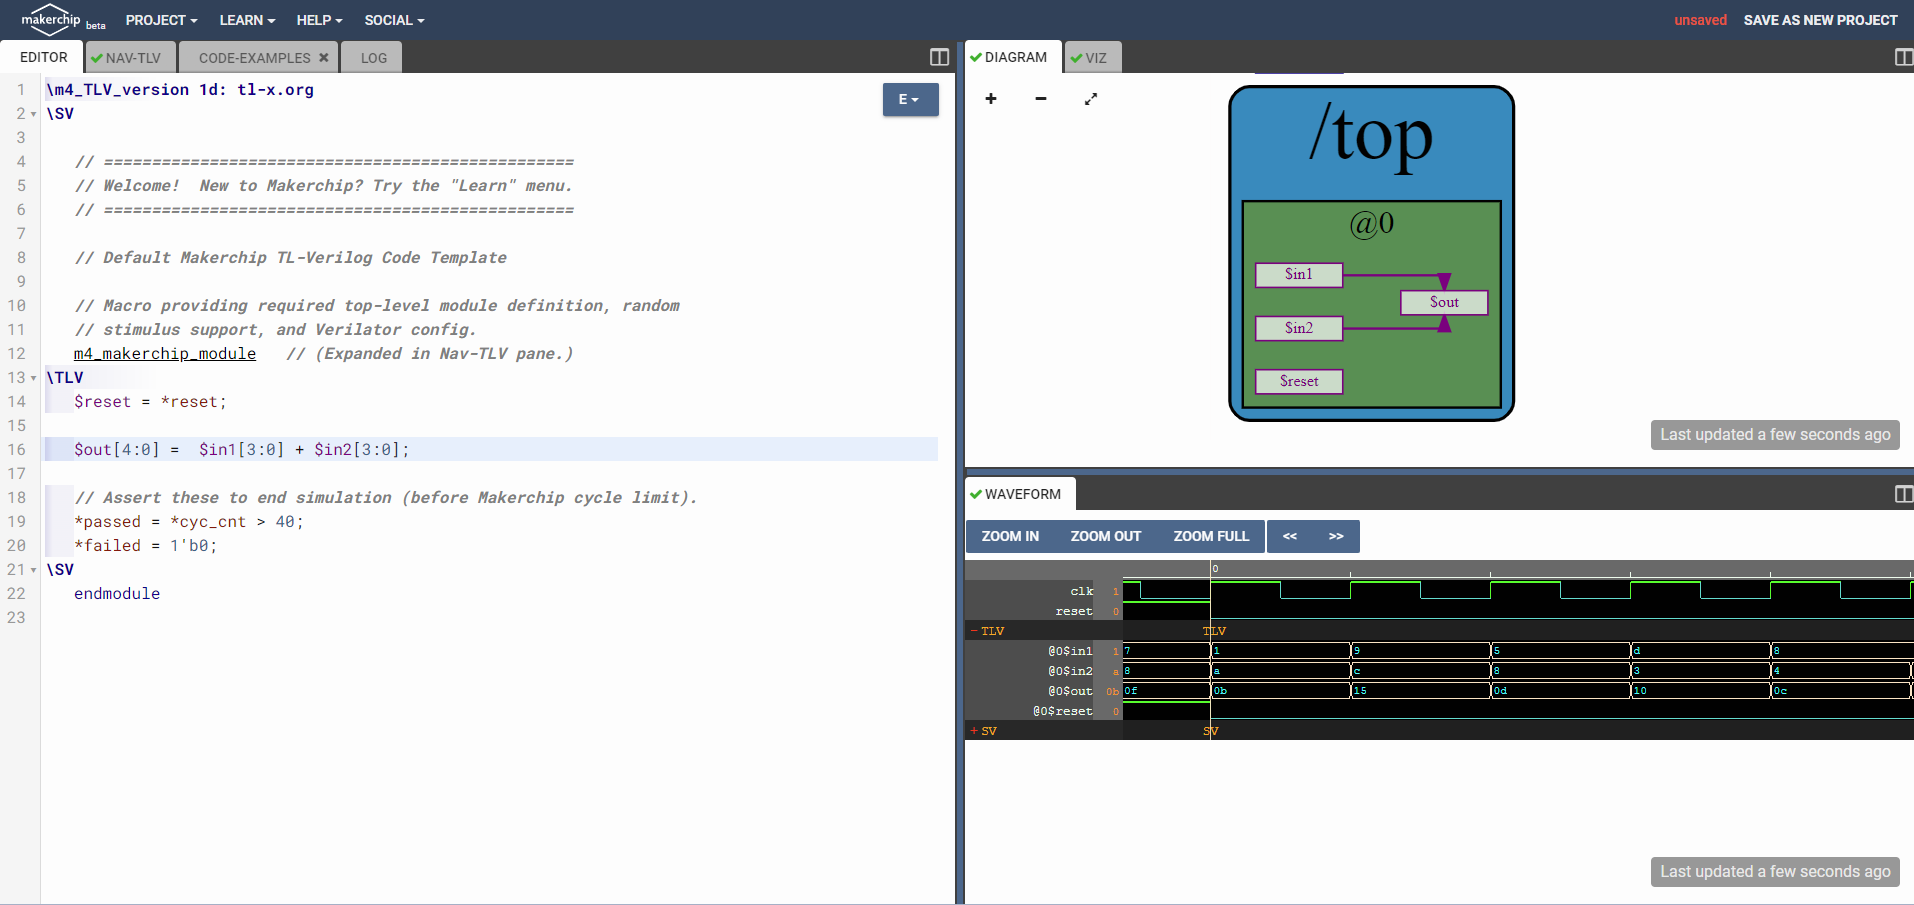 makerchip beta PROJECT LEARN HELP SOCIAL unsaved SAVE AS NEW PROJECT
EDITOR NAV-TLV CODE-EXAMPLES LOG
E
1 \m4_TLV_version 1d: tl-x.org
2 \SV
3
4 // =================================================
5 // Welcome!  New to Makerchip? Try the "Learn" menu.
6 // =================================================
7
8 // Default Makerchip TL-Verilog Code Template
9
10 // Macro providing required top-level module definition, random
11 // stimulus support, and Verilator config.
12 m4_makerchip_module   // (Expanded in Nav-TLV pane.)
13 \TLV
14 $reset = *reset;
15
16 $out[4:0] =  $in1[3:0] + $in2[3:0];
17
18 // Assert these to end simulation (before Makerchip cycle limit).
19 *passed = *cyc_cnt > 40;
20 *failed = 1'b0;
21 \SV
22 endmodule
23
DIAGRAM VIZ
+ -
/top
@0
$in1
$out
$in2
$reset
Last updated a few seconds ago
WAVEFORM
ZOOM IN ZOOM OUT ZOOM FULL << >>
0
clk 1
reset 0
- TLV TLV
@0$in1 1 7 1 9 5 d 8
@0$in2 a 8 a c 8 3 4
@0$out 0b 0f 0b 15 0d 10 0c
@0$reset 0
+ SV SV
Last updated a few seconds ago